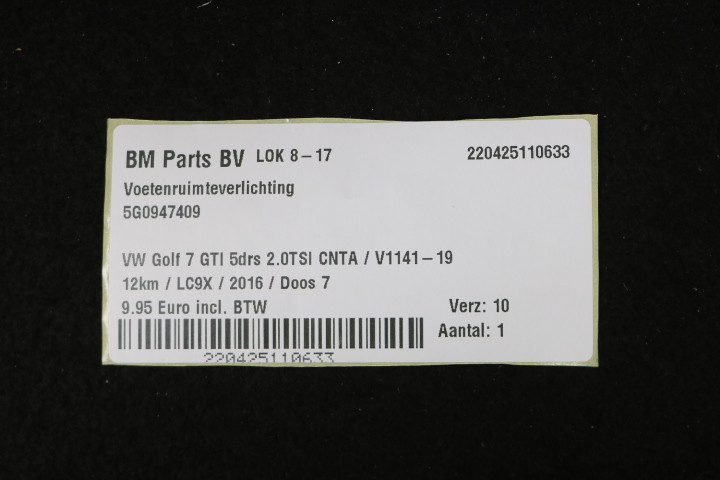 BM Parts BV LOK 8-17 220425110633
Voetenruimteverlichting
5G0947409
VW Golf 7 GTI 5drs 2.0TSI CNTA / V1141-19
12km / LC9X / 2016 / Doos 7
9.95 Euro incl. BTW Verz: 10
Aantal: 1
220425110633